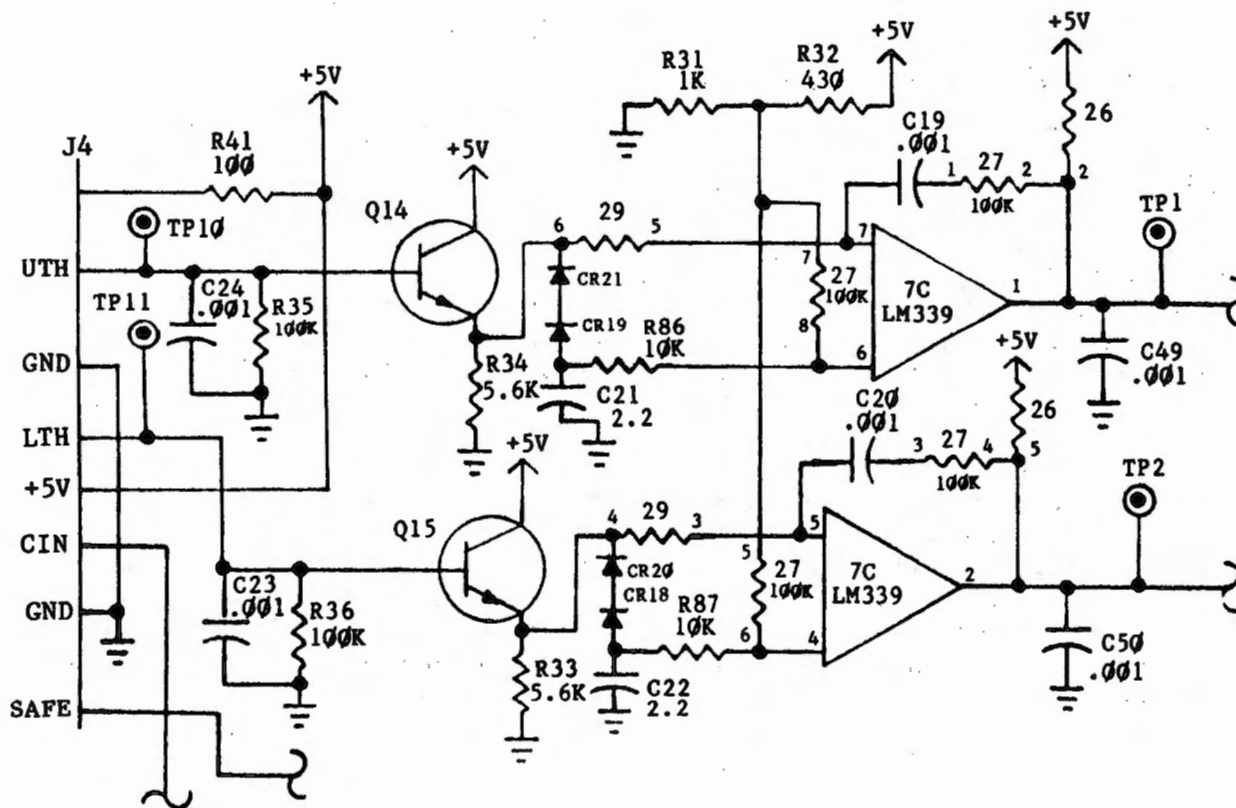 J4
R41
100
+5V
TP10
UTH
TP11
C24
.001
R35
100K
GND
LTH
+5V
CIN
GND
SAFE
C23
.001
R36
100K
Q14
+5V
R34
5.6K
6
29
5
CR21
CR19
R86
10K
C21
2.2
R31
1K
R32
430
+5V
7
27
100K
8
C19
.001
1
27
2
100K
+5V
26
2
7
6
7C
LM339
1
TP1
C49
.001
Q15
+5V
R33
5.6K
4
29
3
CR20
CR18
R87
10K
C22
2.2
5
27
100K
6
C20
.001
3
27
4
100K
+5V
26
5
5
4
7C
LM339
2
TP2
C50
.001